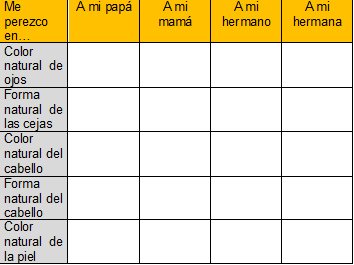 Me perezco en... A mi papá A mi mamá A mi hermano A mi hermana
Color natural de ojos
Forma natural de las cejas
Color natural del cabello
Forma natural del cabello
Color natural de la piel